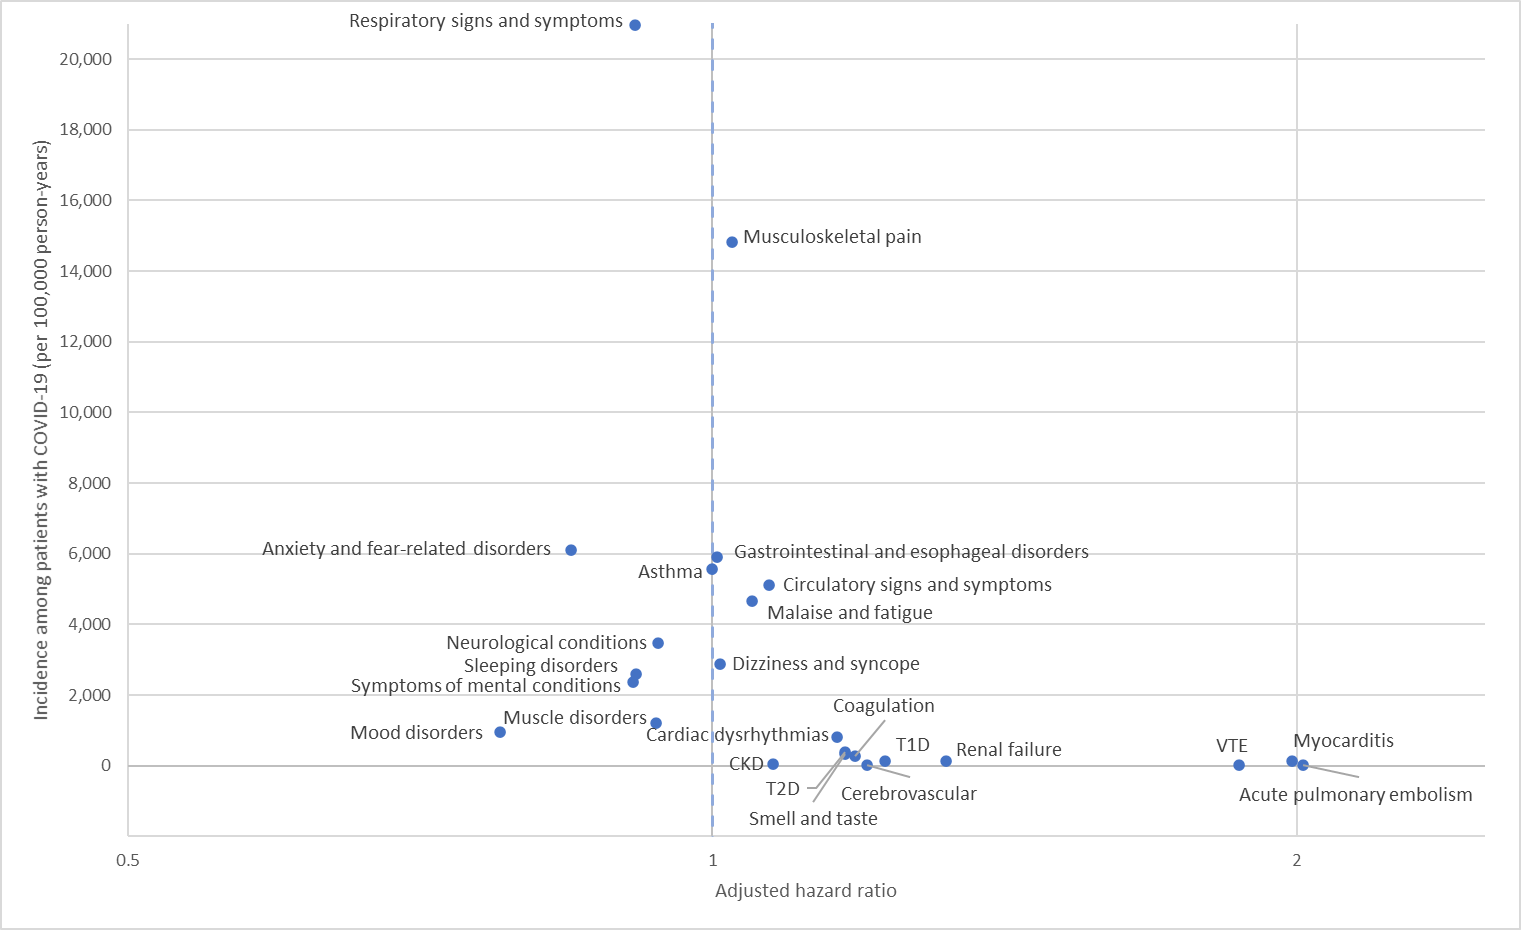 Respiratory signs and symptoms
20,000
18,000
16,000
Musculoskeletal pain
14,000
12,000
10,000
8,000
Incidence among patients with COVID-19 (per 100,000 person-years)
6,000
Anxiety and fear-related disorders
Gastrointestinal and esophageal disorders
Asthma
Circulatory signs and symptoms
Malaise and fatigue
4,000
Neurological conditions
Sleeping disorders
Dizziness and syncope
Symptoms of mental conditions
2,000
Coagulation
Muscle disorders
Mood disorders
Cardiac dysrhythmias
T1D
Renal failure
VTE
Myocarditis
0
CKD
T2D
Cerebrovascular
Acute pulmonary embolism
Smell and taste
0.5
1
2
Adjusted hazard ratio